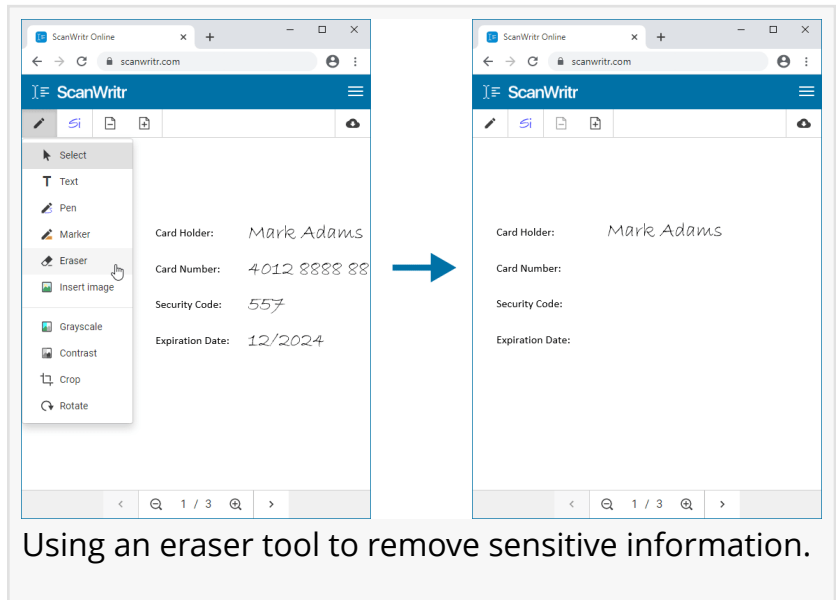 ScanWritr Online
scanwritr.com
ScanWritr
Si
Select
Text
Pen
Marker
Eraser
Insert image
Grayscale
Contrast
Crop
Rotate
Card Holder: Mark Adams
Card Number: 4012 8888 88
Security Code: 557
Expiration Date: 12/2024
1 / 3
ScanWritr Online
scanwritr.com
ScanWritr
Si
Card Holder: Mark Adams
Card Number:
Security Code:
Expiration Date:
1 / 3
Using an eraser tool to remove sensitive information.